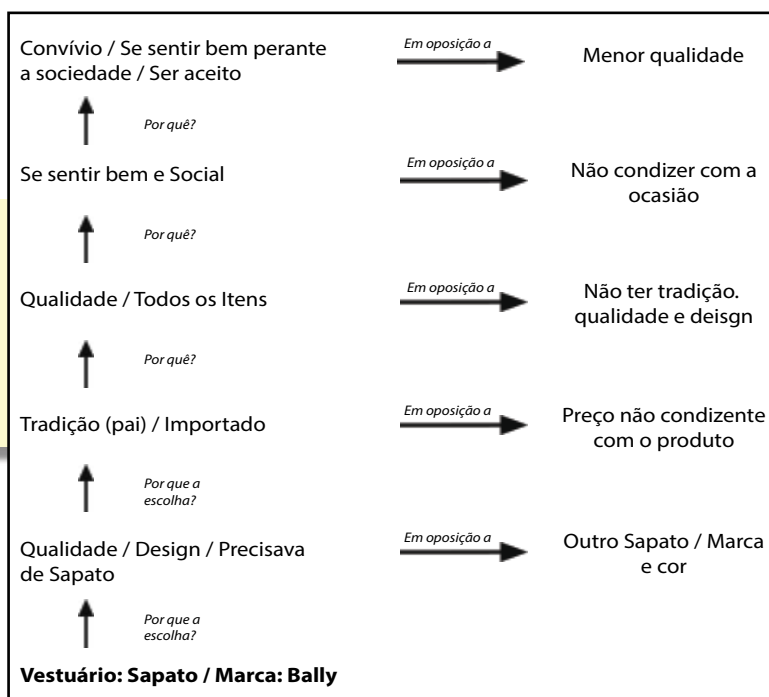 Convívio / Se sentir bem perante
a sociedade / Ser aceito
Em oposição a
Menor qualidade
Por quê?
Se sentir bem e Social
Em oposição a
Não condizer com a
ocasião
Por quê?
Qualidade / Todos os Itens
Em oposição a
Não ter tradição.
qualidade e deisgn
Por quê?
Tradição (pai) / Importado
Em oposição a
Preço não condizente
com o produto
Por que a
escolha?
Qualidade / Design / Precisava
de Sapato
Em oposição a
Outro Sapato / Marca
e cor
Por que a
escolha?
Vestuário: Sapato / Marca: Bally